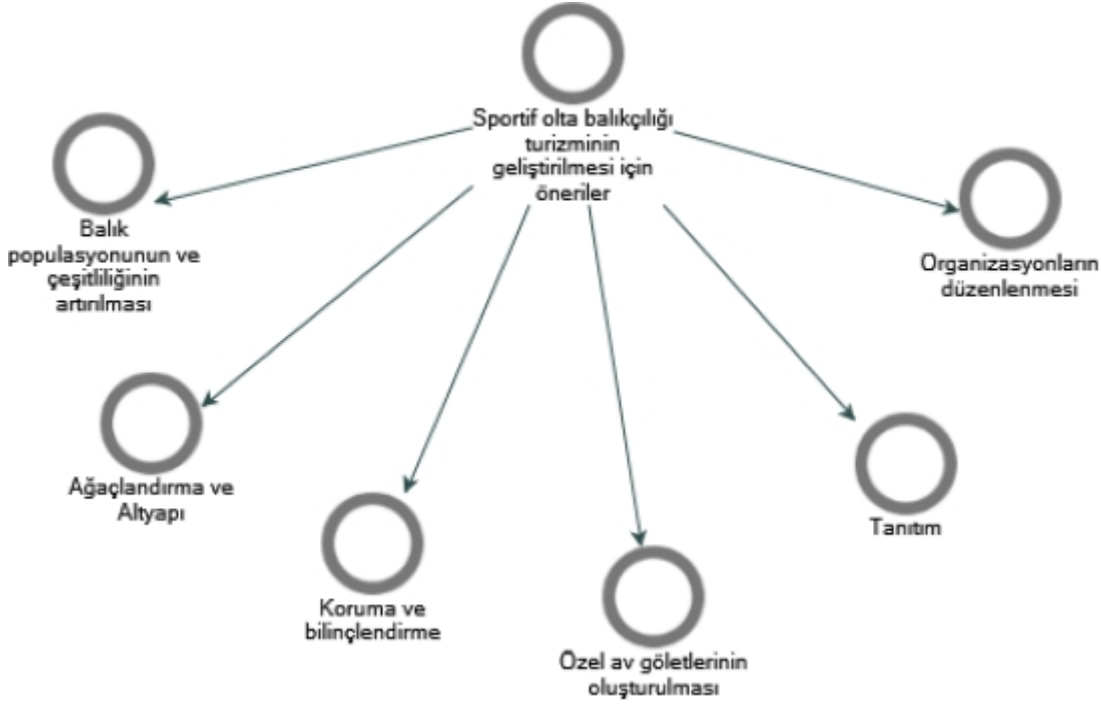 Sportif olta balıkçılığı
turizminin
geliştirilmesi için
öneriler
Balık
populasyonunun ve
çeşitliliğinin
artırılması
Organizasyonların
düzenlenmesi
Ağaçlandırma ve
Altyapı
Tanıtım
Koruma ve
bilinçlendirme
Özel av göletlerinin
oluşturulması